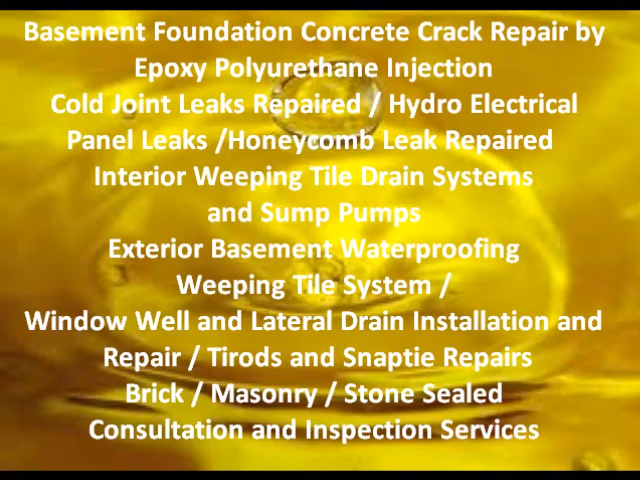 Basement Foundation Concrete Crack Repair by
Epoxy Polyurethane Injection
Cold Joint Leaks Repaired / Hydro Electrical
Panel Leaks /Honeycomb Leak Repaired
Interior Weeping Tile Drain Systems
and Sump Pumps
Exterior Basement Waterproofing
Weeping Tile System /
Window Well and Lateral Drain Installation and
Repair / Tirods and Snaptie Repairs
Brick / Masonry / Stone Sealed
Consultation and Inspection Services